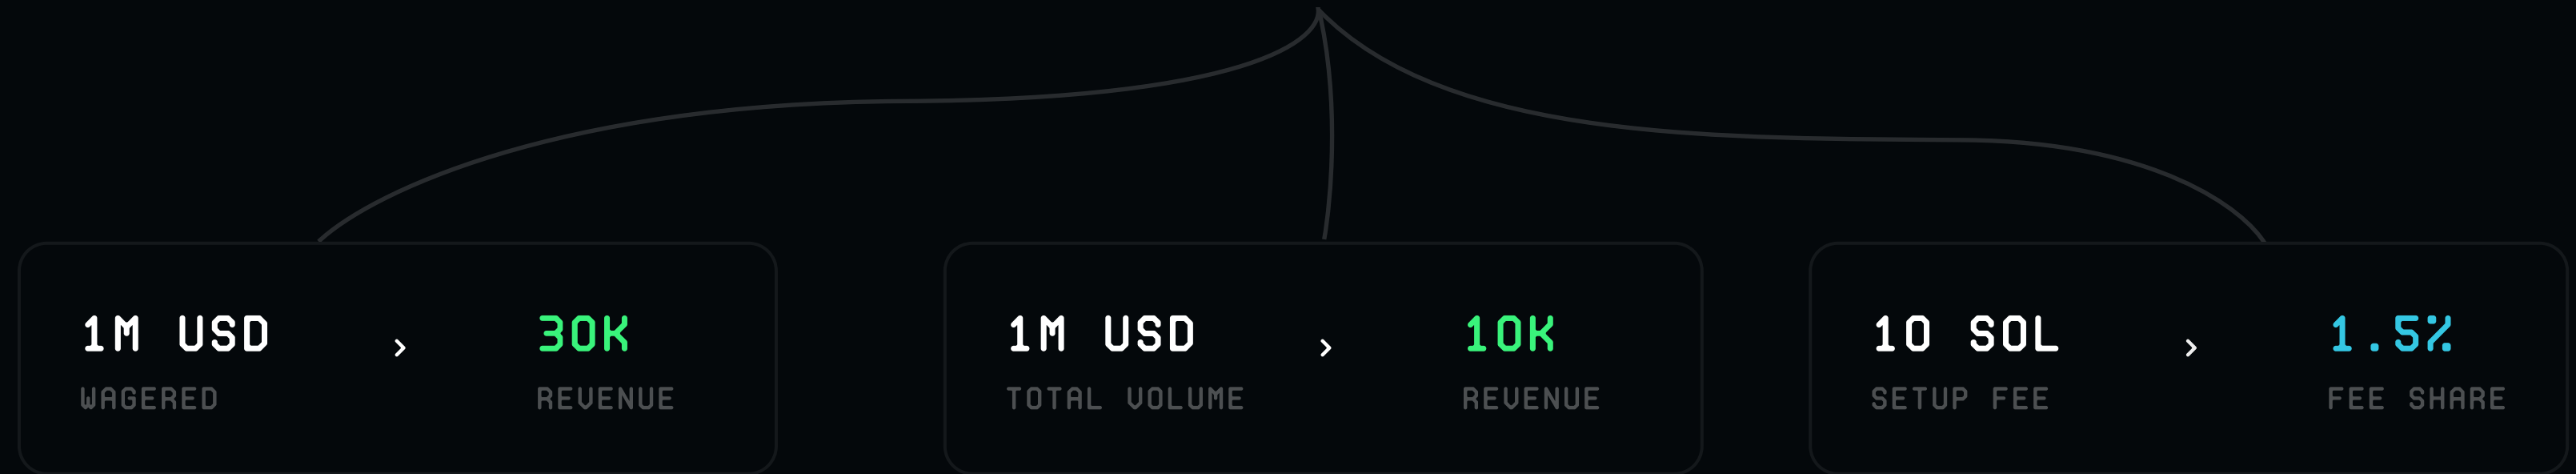 1M USD > 30K
WAGERED REVENUE
1M USD > 10K
TOTAL VOLUME REVENUE
10 SOL > 1.5%
SETUP FEE FEE SHARE